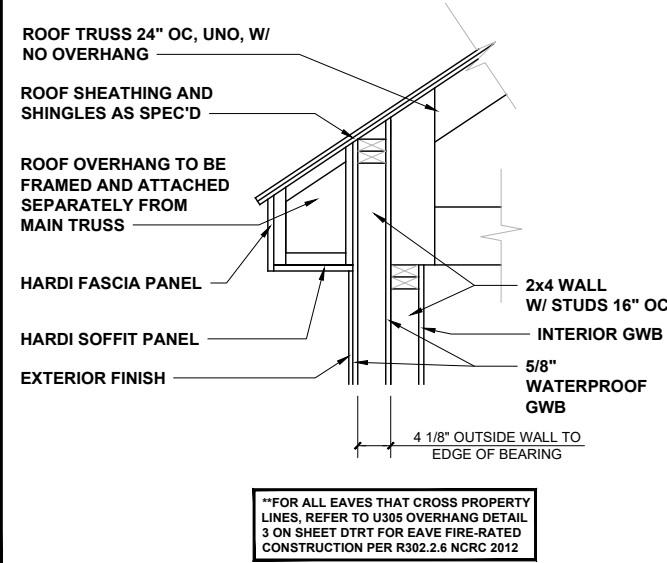 ROOF TRUSS 24" OC, UNO, W/
NO OVERHANG
ROOF SHEATHING AND
SHINGLES AS SPEC'D
ROOF OVERHANG TO BE
FRAMED AND ATTACHED
SEPARATELY FROM
MAIN TRUSS
HARDI FASCIA PANEL
HARDI SOFFIT PANEL
EXTERIOR FINISH
2x4 WALL
W/ STUDS 16" OC
INTERIOR GWB
5/8"
WATERPROOF
GWB
4 1/8" OUTSIDE WALL TO
EDGE OF BEARING
**FOR ALL EAVES THAT CROSS PROPERTY
LINES, REFER TO U305 OVERHANG DETAIL
3 ON SHEET DTRT FOR EAVE FIRE-RATED
CONSTRUCTION PER R302.2.6 NCRC 2012